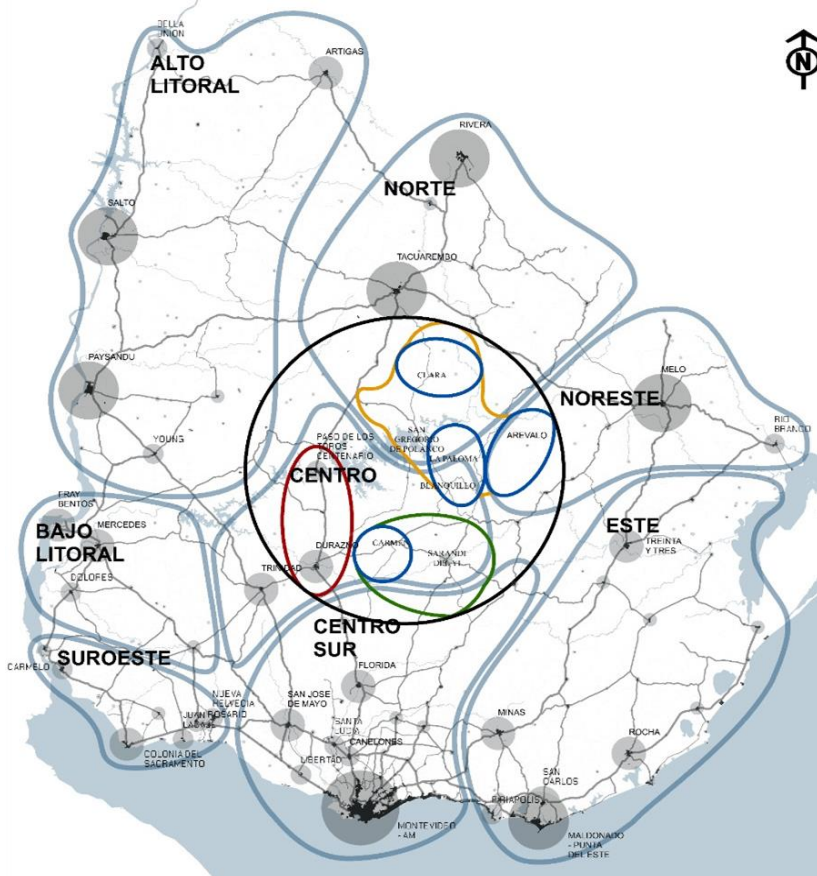 BELLA
UNION
ALTO
LITORAL
ARTIGAS
N
RIVERA
NORTE
SALTO
TACUAREMBO
PAYSANDU
CLARA
MELO
NORESTE
RIO
BRANCO
YOUNG
PASO DE LOS
TOROS -
CENTENARIO
SAN
GREGORIO
DE POLANCO
AREVALO
LA PALOMA
CENTRO
BLANQUILLO
FRAY
BENTOS
BAJO
LITORAL
MERCEDES
ESTE
TREINTA
Y TRES
DURAZNO
CARMEN
SARANDI
DEL YI
DOLORES
TRINIDAD
CENTRO
SUR
SUROESTE
CARMELO
FLORIDA
NUEVA
HELVECIA
ROSARIO
JUAN
LACAZE
SAN JOSE
DE MAYO
SANTA
LUCIA
CANELONES
MINAS
ROCHA
COLONIA DEL
SACRAMENTO
LIBERTAD
SAN
CARLOS
PIRIAPOLIS
MONTEVIDEO
- AM
MALDONADO
- PUNTA
DEL ESTE